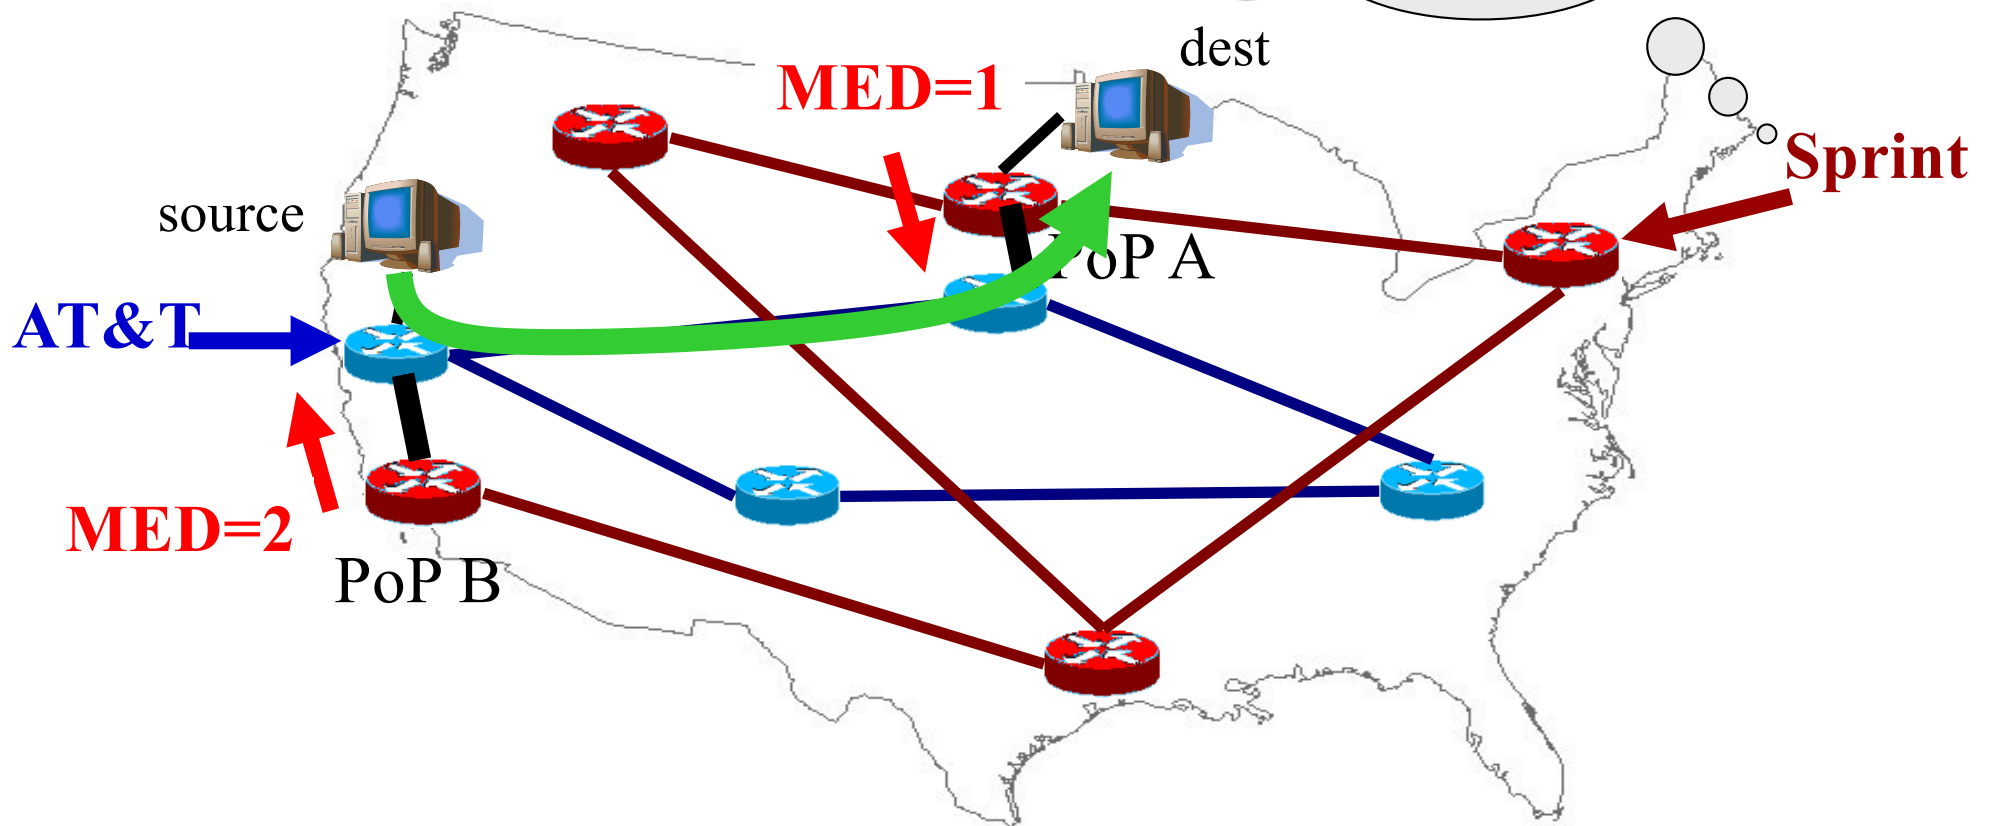 dest
MED=1
Sprint
source
PoP A
AT&T
MED=2
PoP B